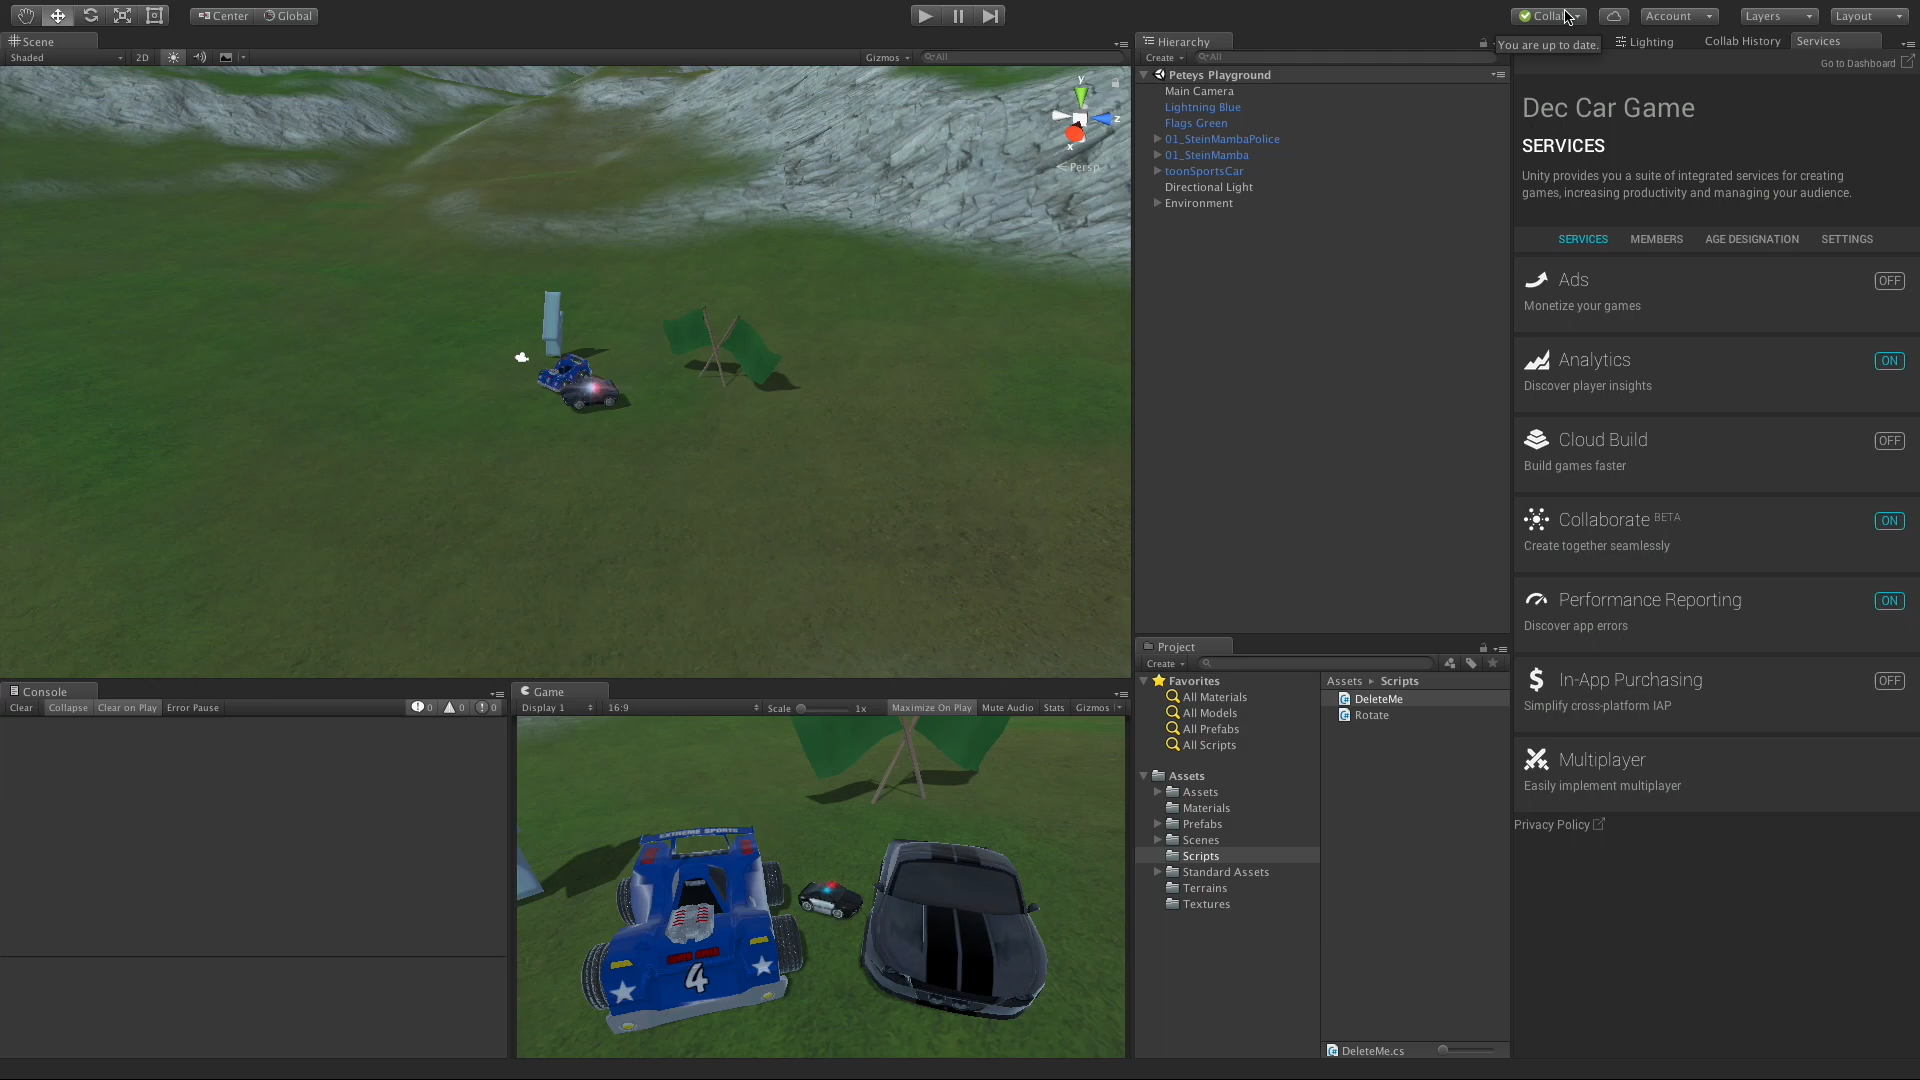 Center
Global
Collab
Account
Layers
Layout
You are up to date.
Scene
Hierarchy
Lighting
Collab History
Services
Shaded
2D
Gizmos
All
Create
All
Go to Dashboard
Peteys Playground
Main Camera
Lightning Blue
Flags Green
01_SteinMambaPolice
01_SteinMamba
toonSportsCar
Directional Light
Environment
y
z
x
Persp
Dec Car Game
SERVICES
Unity provides you a suite of integrated services for creating
games, increasing productivity and managing your audience.
SERVICES
MEMBERS
AGE DESIGNATION
SETTINGS
Ads
OFF
Monetize your games
Analytics
ON
Discover player insights
Cloud Build
OFF
Build games faster
Collaborate BETA
ON
Create together seamlessly
Performance Reporting
ON
Discover app errors
In-App Purchasing
OFF
Simplify cross-platform IAP
Multiplayer
Easily implement multiplayer
Privacy Policy
Project
Create
Favorites
All Materials
All Models
All Prefabs
All Scripts
Assets
Assets
Materials
Prefabs
Scenes
Scripts
Standard Assets
Terrains
Textures
Assets
Scripts
DeleteMe
Rotate
DeleteMe.cs
Console
Clear
Collapse
Clear on Play
Error Pause
0
0
0
Game
Display 1
16:9
Scale
1x
Maximize On Play
Mute Audio
Stats
Gizmos
EXTREME SPORTS
4